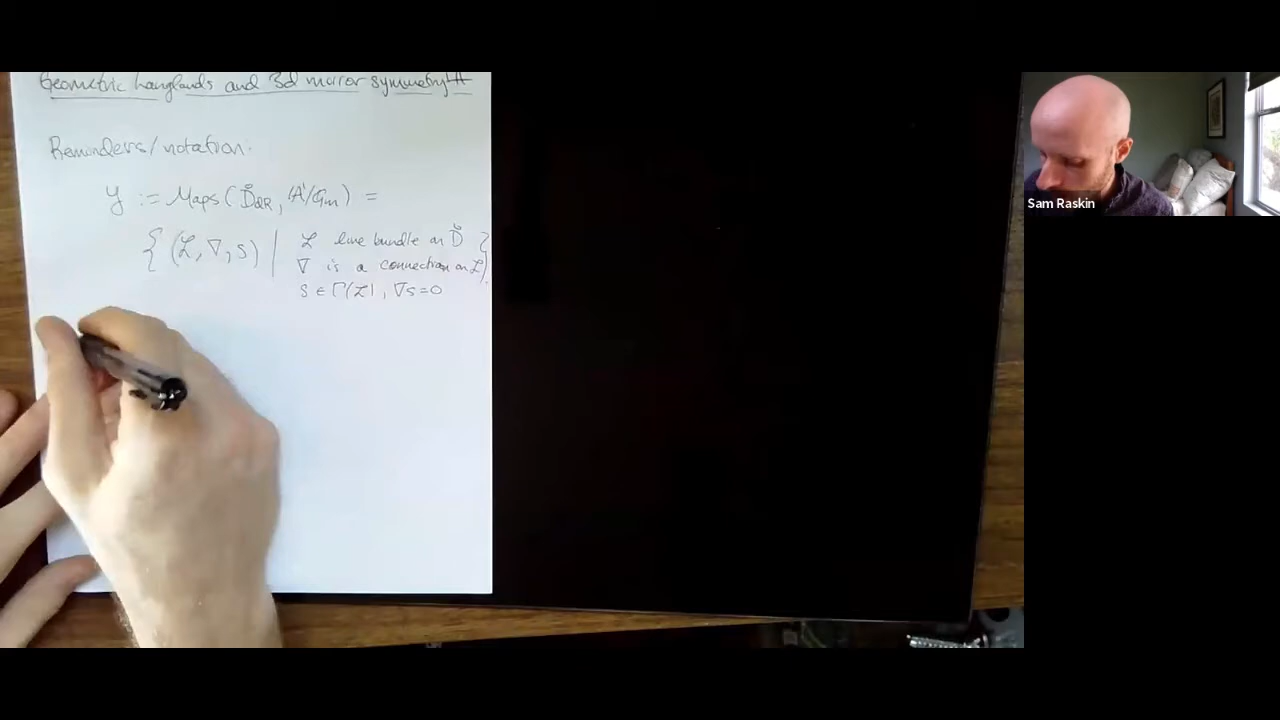 Geometric Langlands and 3d mirror symmetry II
Reminders/notation.
Y := Maps(D̊_dR, A¹/G_m) =
{ (L, ∇, s) | L line bundle on D̊ }
∇ is a connection on L
s ∈ Γ(L), ∇s=0
Sam Raskin